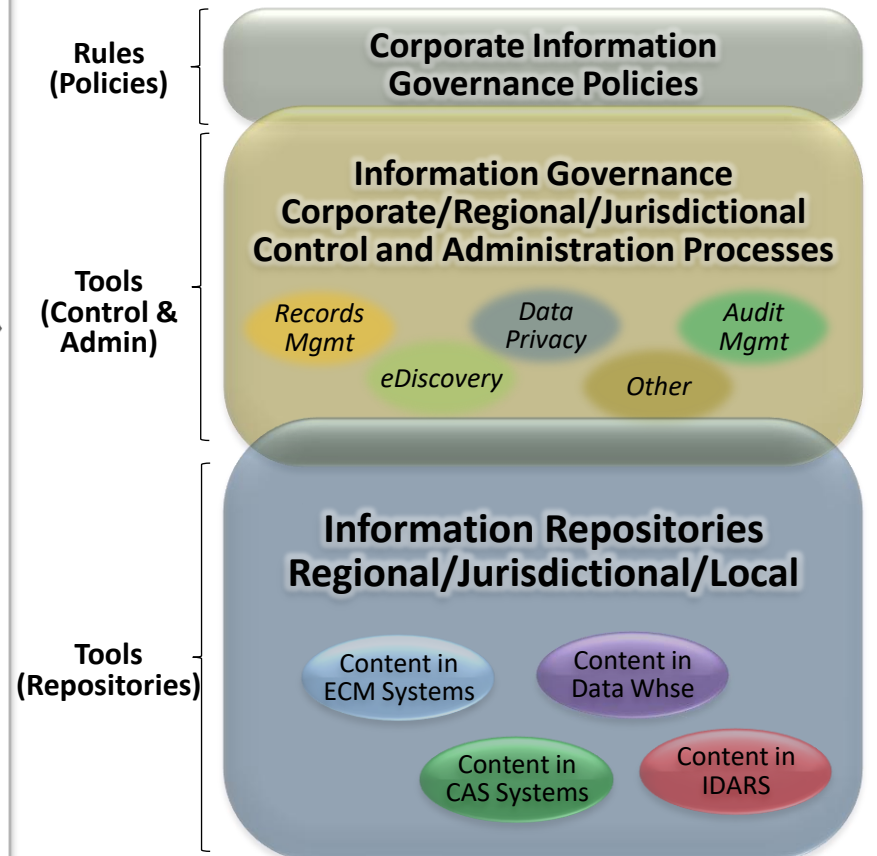 Rules
(Policies)
Corporate Information
Governance Policies
Tools
(Control &
Admin)
Information Governance
Corporate/Regional/Jurisdictional
Control and Administration Processes
Records
Mgmt
Data
Privacy
Audit
Mgmt
eDiscovery
Other
Tools
(Repositories)
Information Repositories
Regional/Jurisdictional/Local
Content in
ECM Systems
Content in
Data Whse
Content in
CAS Systems
Content in
IDARS